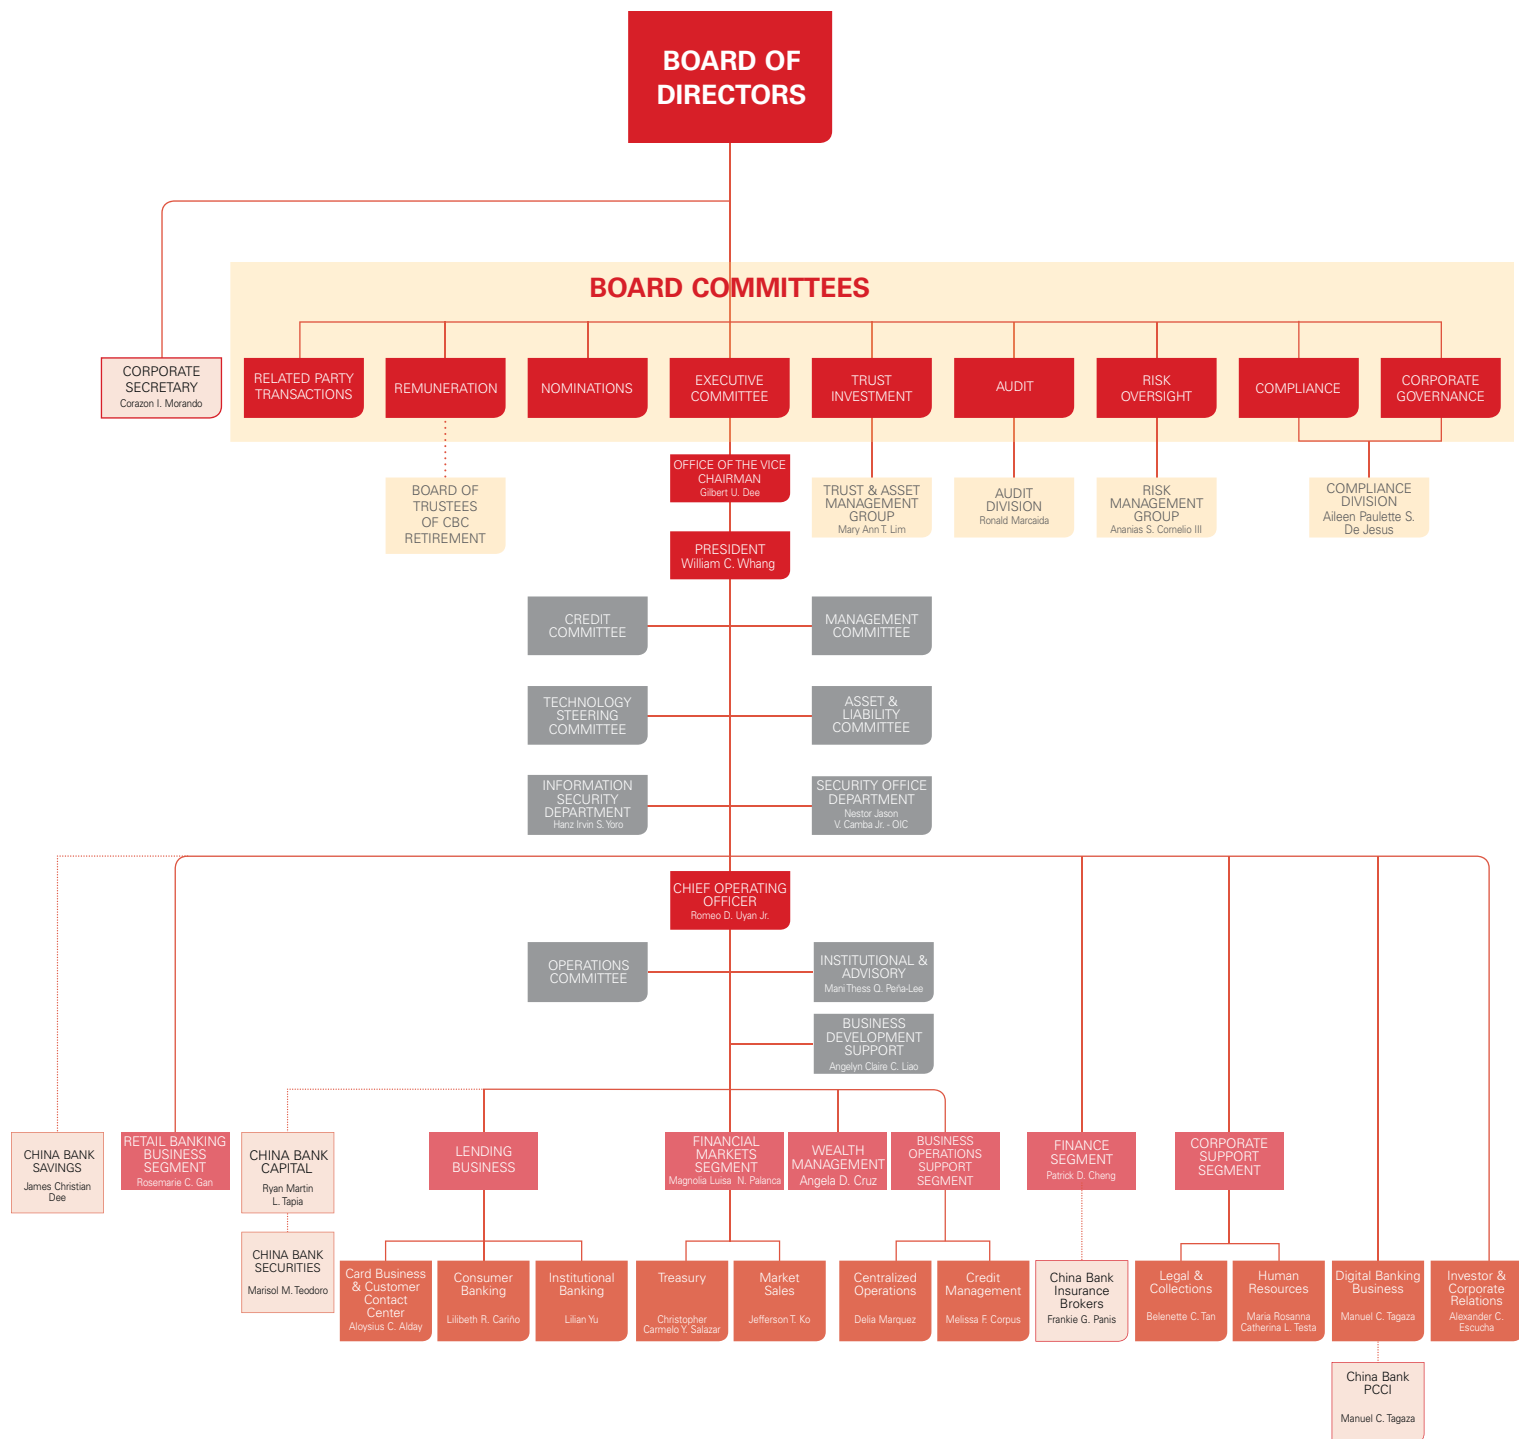 BOARD OF
DIRECTORS
BOARD COMMITTEES
CORPORATE
SECRETARY
Corazon I. Morando
RELATED PARTY
TRANSACTIONS
REMUNERATION
NOMINATIONS
EXECUTIVE
COMMITTEE
TRUST
INVESTMENT
AUDIT
RISK
OVERSIGHT
COMPLIANCE
CORPORATE
GOVERNANCE
BOARD OF
TRUSTEES
OF CBC
RETIREMENT
OFFICE OF THE VICE
CHAIRMAN
Gilbert U. Dee
TRUST & ASSET
MANAGEMENT
GROUP
Mary Ann T. Lim
AUDIT
DIVISION
Ronald Marcaida
RISK
MANAGEMENT
GROUP
Ananias S. Cornelio III
COMPLIANCE
DIVISION
Aileen Paulette S.
De Jesus
PRESIDENT
William C. Whang
CREDIT
COMMITTEE
MANAGEMENT
COMMITTEE
TECHNOLOGY
STEERING
COMMITTEE
ASSET &
LIABILITY
COMMITTEE
INFORMATION
SECURITY
DEPARTMENT
Hanz Irvin S. Yoro
SECURITY OFFICE
DEPARTMENT
Nestor Jason
V. Camba Jr. - OIC
CHIEF OPERATING
OFFICER
Romeo D. Uyan Jr.
OPERATIONS
COMMITTEE
INSTITUTIONAL &
ADVISORY
Mani Thess Q. Peña-Lee
BUSINESS
DEVELOPMENT
SUPPORT
Angelyn Claire C. Liao
CHINA BANK
SAVINGS
James Christian
Dee
RETAIL BANKING
BUSINESS
SEGMENT
Rosemarie C. Gan
CHINA BANK
CAPITAL
Ryan Martin
L. Tapia
LENDING
BUSINESS
FINANCIAL
MARKETS
SEGMENT
Magnolia Luisa N. Palanca
WEALTH
MANAGEMENT
Angela D. Cruz
BUSINESS
OPERATIONS
SUPPORT
SEGMENT
FINANCE
SEGMENT
Patrick D. Cheng
CORPORATE
SUPPORT
SEGMENT
CHINA BANK
SECURITIES
Marisol M. Teodoro
Card Business
& Customer
Contact
Center
Aloysius C. Alday
Consumer
Banking
Lilibeth R. Cariño
Institutional
Banking
Lilian Yu
Treasury
Christopher
Carmelo Y. Salazar
Market
Sales
Jefferson T. Ko
Centralized
Operations
Delia Marquez
Credit
Management
Melissa F. Corpus
China Bank
Insurance
Brokers
Frankie G. Panis
Legal &
Collections
Belenette C. Tan
Human
Resources
Maria Rosanna
Catherina L. Testa
Digital Banking
Business
Manuel C. Tagaza
Investor &
Corporate
Relations
Alexander C.
Escucha
China Bank
PCCI
Manuel C. Tagaza